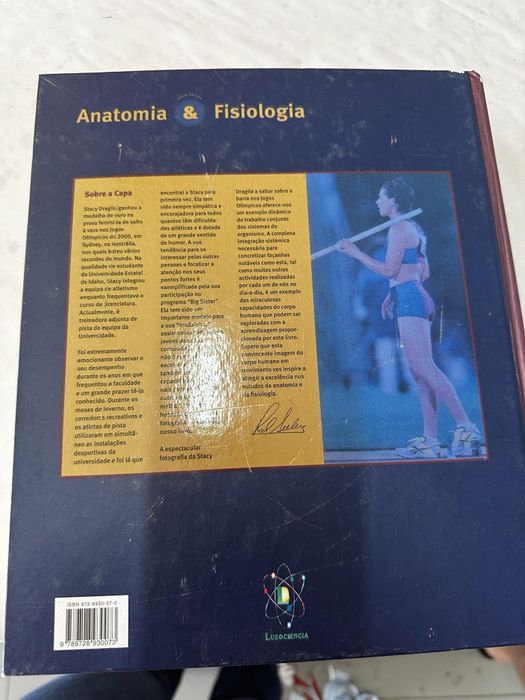 Anatomia & Fisiologia
Sobre a Capa
Stacy Dragila ganhou a
medalha de ouro na
prova feminina de salto
à vara nos Jogos
Olímpicos de 2000, em
Sydney, na Austrália,
nos quais bateu vários
recordes do mundo. Na
qualidade de estudante
da Universidade Estatal
de Idaho, Stacy integrou
a equipa de atletismo
enquanto frequentava o
curso de licenciatura.
Actualmente, é
treinadora adjunta de
pista da equipa da
Universidade.
Foi extremamente
emocionante observar o
seu desempenho
durante os anos em que
frequentou a faculdade
e um grande prazer tê-la
conhecido. Durante os
meses de inverno, os
corredores recreativos e
os atletas de pista
utilizaram em simultâ-
neo as instalações
desportivas da
universidade e foi lá que
encontrei a Stacy pela
primeira vez. Ela tem
sido sempre simpática e
encorajadora para todos
quantos têm dificulda-
des atléticas e é dotada
de um grande sentido
de humor. A sua
tendência para se
interessar pelas outras
pessoas e focalizar a
atenção nos seus
pontos fortes é
exemplificada pela sua
participação no
programa "Big Sister".
Ela tem sido um
importante modelo para
a sua
jovens
não
também
fotografia
nosso
A espectacular
fotografia da Stacy
Dragila a saltar sobre a
barra nos Jogos
Olímpicos oferece-nos
um exemplo dinâmico
do trabalho conjunto
dos sistemas do
organismo. A complexa
integração sistémica
necessária para
concretizar façanhas
notáveis como esta, tal
como muitas outras
actividades realizadas
por cada um de nós no
dia-a-dia, é um exemplo
das miraculosas
capacidades do corpo
humano que podem ser
exploradas com a
aprendizagem propor-
cionada por este livro.
Espero que esta
convincente imagem do
corpo humano em
movimento vos inspire a
atingir a excelência nos
estudos da anatomia e
da fisiologia.
ISBN 972-8930-07-0
9 789728 930073
LUSOCIÊNCIA